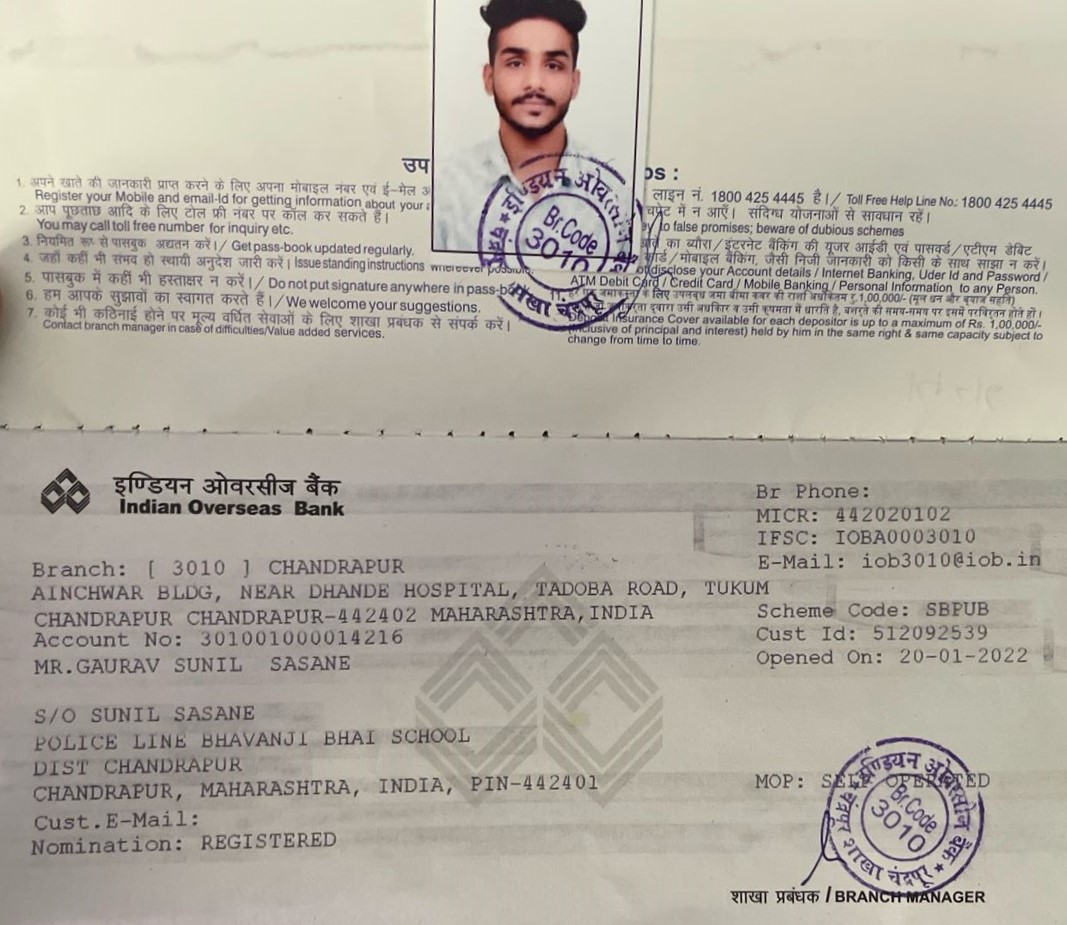 उप
ps :
1. अपने खाते की जानकारी प्राप्त करने के लिए अपना मोबाइल नंबर एवं ई-मेल
Register your Mobile and email-Id for getting information about your
2. आप पूछताछ आदि के लिए टोल फ्री नंबर पर कॉल कर सकते हैं।
You may call toll free number for inquiry etc.
3. नियमित रूप से पासबुक अद्यतन करें। / Get pass-book updated regularly.
4. जहाँ कहीं भी संभव हो स्थायी अनुदेश जारी करें। Issue standing instructions wherever possible.
5. पासबुक में कहीं भी हस्ताक्षर न करें। / Do not put signature anywhere in pass-b
6. हम आपके सुझावों का स्वागत करते हैं। / We welcome your suggestions.
7. कोई भी कठिनाई होने पर मूल्य वर्धित सेवाओं के लिए शाखा प्रबंधक से संपर्क करें।
Contact branch manager in case of difficulties/Value added services.
लाइन नं. 1800 425 4445 है। / Toll Free Help Line No.: 1800 425 4445
में न आएँ। संदिग्ध योजनाओं से सावधान रहें।
to false promises; beware of dubious schemes
का ब्यौरा / इंटरनेट बैंकिंग की यूजर आईडी एवं पासवर्ड / एटीएम डेबिट
कार्ड / मोबाइल बैंकिंग, जैसी निजी जानकारी को किसी के साथ साझा न करें।
disclose your Account details / Internet Banking, Uder Id and Password /
ATM Debit Card / Credit Card / Mobile Banking / Personal Information, to any Person.
11. के लिए उपलब्ध जमा बीमा कवर की राशि अधिकतम रु.1,00,000/- (मूल धन और ब्याज सहित)
Deposit Insurance Cover available for each depositor is up to a maximum of Rs. 1,00,000/-
(inclusive of principal and interest) held by him in the same right & same capacity subject to
change from time to time.
इण्डियन ओवरसीज बैंक
Br.Code
3010
शाखा चंद्रपूर
इण्डियन ओवरसीज बैंक
Indian Overseas Bank
Br Phone:
MICR: 442020102
IFSC: IOBA0003010
E-Mail: iob3010@iob.in
Branch: [ 3010 ] CHANDRAPUR
AINCHWAR BLDG, NEAR DHANDE HOSPITAL, TADOBA ROAD, TUKUM
CHANDRAPUR CHANDRAPUR-442402 MAHARASHTRA,INDIA
Scheme Code: SBPUB
Account No: 301001000014216
Cust Id: 512092539
MR.GAURAV SUNIL SASANE
Opened On: 20-01-2022
S/O SUNIL SASANE
POLICE LINE BHAVANJI BHAI SCHOOL
DIST CHANDRAPUR
CHANDRAPUR, MAHARASHTRA, INDIA, PIN-442401
MOP: SELF OPERATED
Cust.E-Mail:
Nomination: REGISTERED
इण्डियन ओवरसीज बैंक
Br.Code
3010
शाखा चंद्रपूर
शाखा प्रबंधक / BRANCH MANAGER